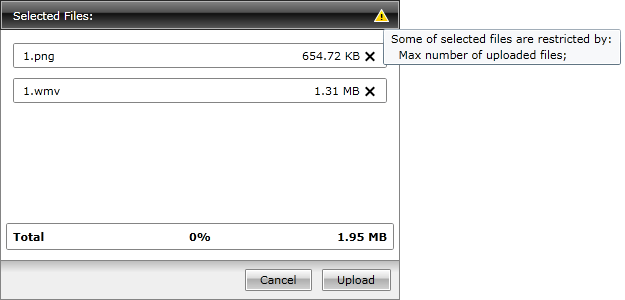 Selected Files:
Some of selected files are restricted by:
Max number of uploaded files;
1.png 654.72 KB
1.wmv 1.31 MB
Total 0% 1.95 MB
Cancel Upload